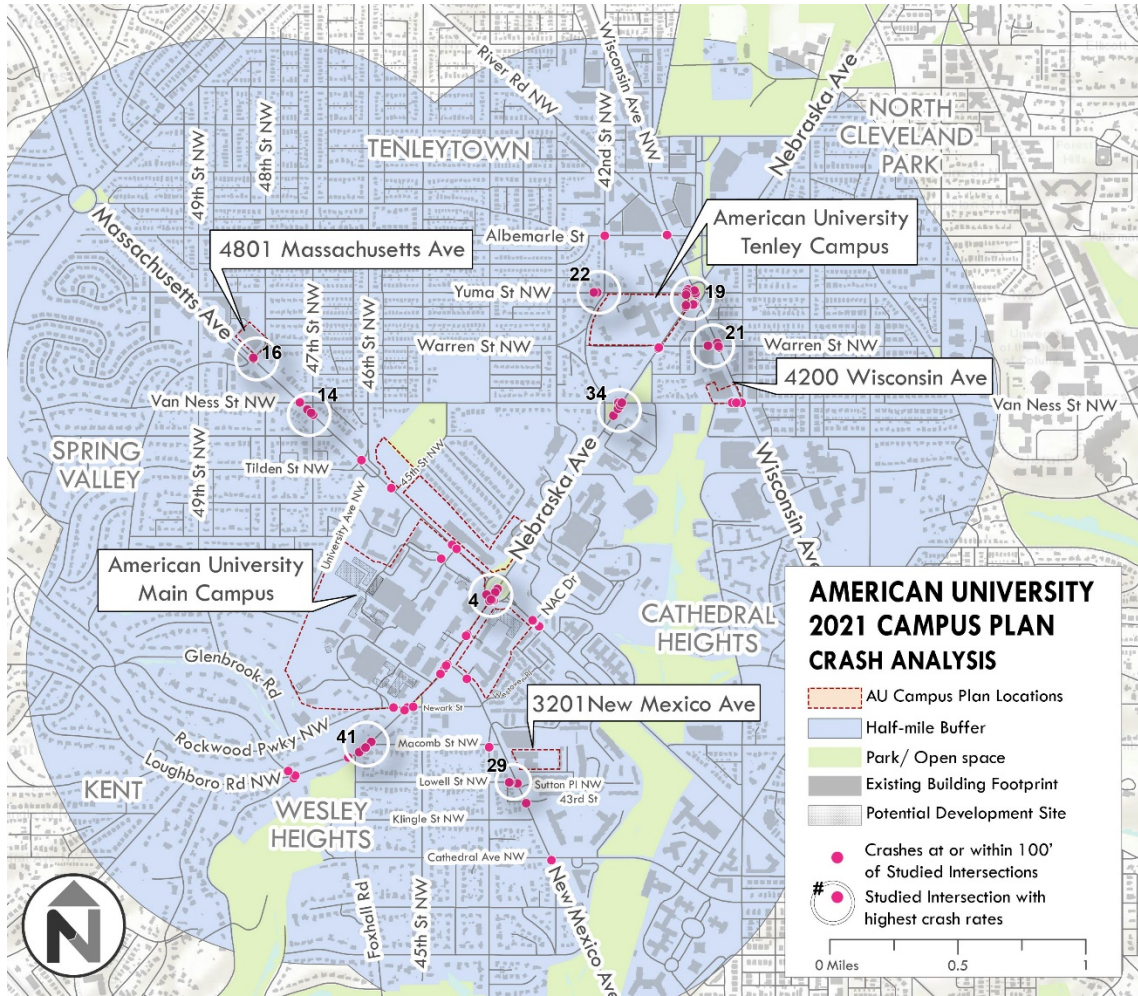 River Rd NW
Wisconsin Ave NW
42nd St NW
Nebraska Ave
NORTH
CLEVELAND
PARK
49th St NW
48th St NW
TENLEYTOWN
Massachusetts Ave
4801 Massachusetts Ave
American University
Tenley Campus
Albemarle St
22
Yuma St NW
19
47th St NW
46th St NW
16
Warren St NW
21
Warren St NW
4200 Wisconsin Ave
14
Van Ness St NW
34
Van Ness St NW
SPRING
VALLEY
49th St NW
Tilden St NW
45th St NW
University Ave NW
Nebraska Ave
Wisconsin Ave
American University
Main Campus
4
NAC Dr
CATHEDRAL
HEIGHTS
Glenbrook Rd
Newark St
3201New Mexico Ave
Rockwood Pwky NW
Loughboro Rd NW
41
Macomb St NW
29
Lowell St NW
Sutton Pl NW
43rd St
KENT
WESLEY
HEIGHTS
Klingle St NW
Cathedral Ave NW
Foxhall Rd
45th St NW
New Mexico Ave
N
AMERICAN UNIVERSITY
2021 CAMPUS PLAN
CRASH ANALYSIS
AU Campus Plan Locations
Half-mile Buffer
Park/ Open space
Existing Building Footprint
Potential Development Site
Crashes at or within 100'
of Studied Intersections
#
Studied Intersection with
highest crash rates
0 Miles
0.5
1